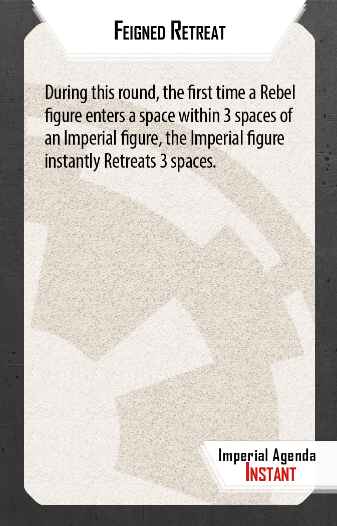 Feigned Retreat
During this round, the first time a Rebel
figure enters a space within 3 spaces of
an Imperial figure, the Imperial figure
instantly Retreats 3 spaces.
Imperial Agenda
Instant